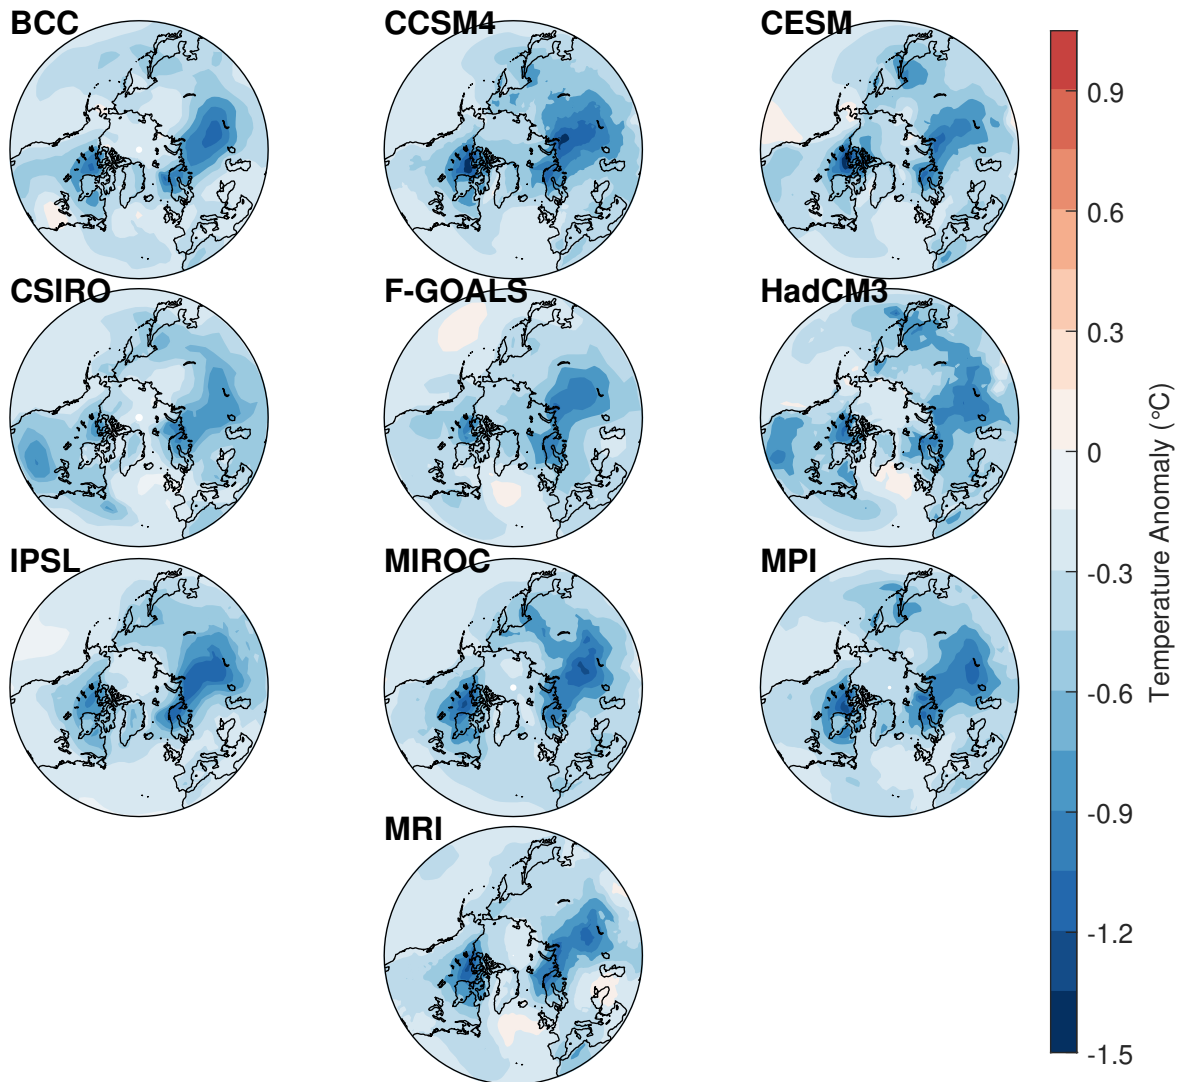 BCC
CCSM4
CESM
CSIRO
F-GOALS
HadCM3
IPSL
MIROC
MPI
MRI
0.9
0.6
0.3
0
-0.3
-0.6
-0.9
-1.2
-1.5
Temperature Anomaly (°C)